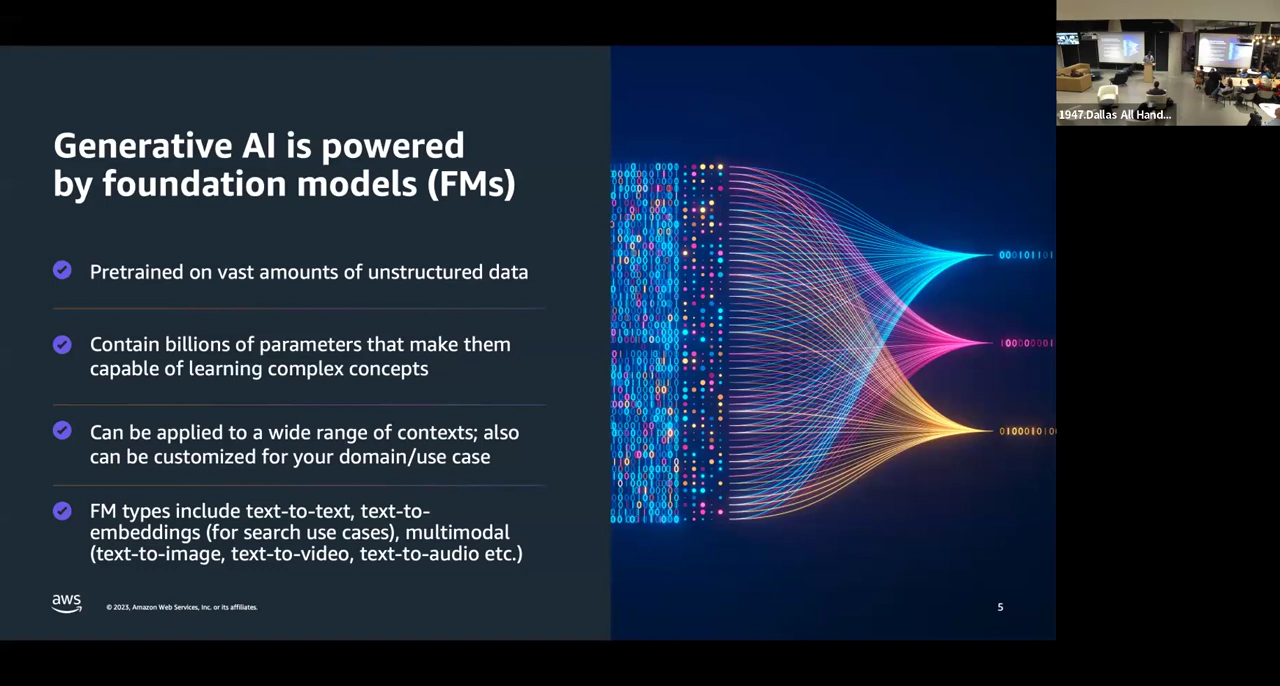 Generative AI is powered
by foundation models (FMs)
Pretrained on vast amounts of unstructured data
Contain billions of parameters that make them
capable of learning complex concepts
Can be applied to a wide range of contexts; also
can be customized for your domain/use case
FM types include text-to-text, text-to-
embeddings (for search use cases), multimodal
(text-to-image, text-to-video, text-to-audio etc.)
aws
© 2023, Amazon Web Services, Inc. or its affiliates.
5
1947.Dallas All Hand...